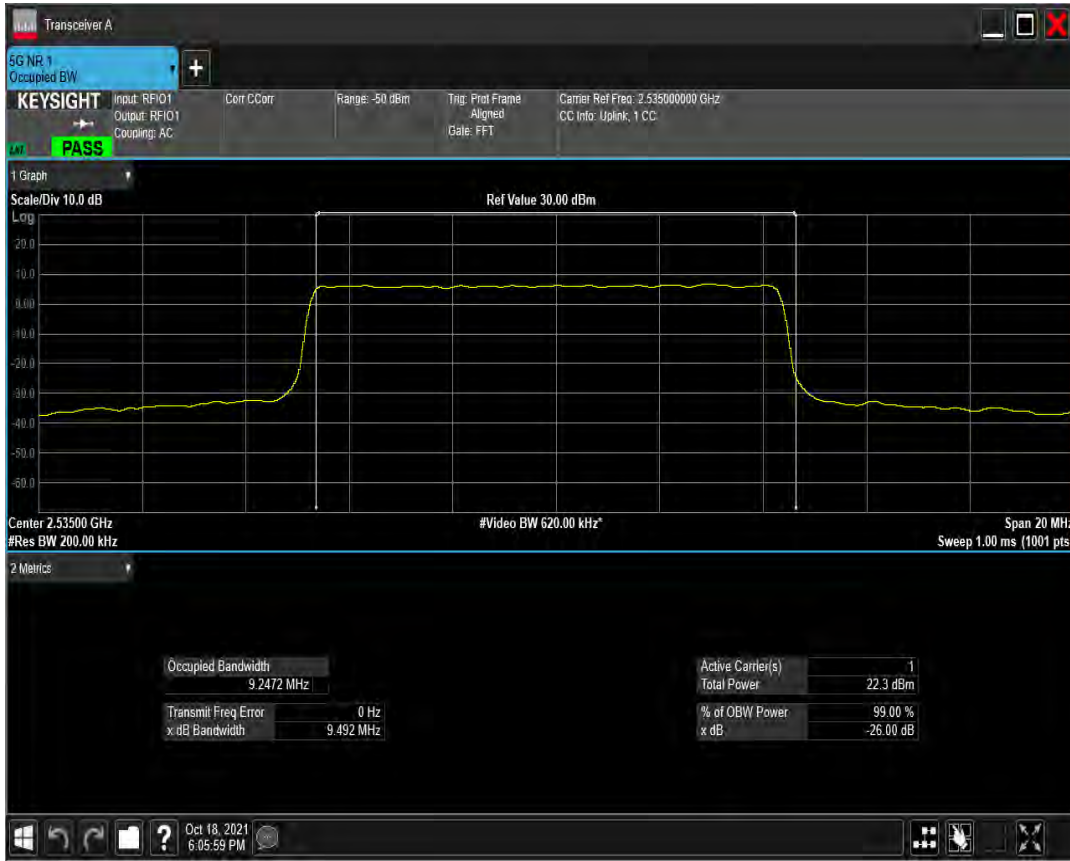 Transceiver A
5G NR 1
Occupied BW
+
KEYSIGHT
Input: RFIO1
Output: RFIO1
Coupling: AC
Corr CCorr
Range: -50 dBm
Trig: Prot Frame
Aligned
Gate: FFT
Carrier Ref Freq: 2.535000000 GHz
CC Info: Uplink, 1 CC
PASS
1 Graph
Scale/Div 10.0 dB
Ref Value 30.00 dBm
Log
20.0
10.0
0.00
-10.0
-20.0
-30.0
-40.0
-50.0
-60.0
Center 2.53500 GHz
#Video BW 620.00 kHz*
Span 20 MHz
#Res BW 200.00 kHz
Sweep 1.00 ms (1001 pts
2 Metrics
Occupied Bandwidth
9.2472 MHz
Transmit Freq Error 0 Hz
x dB Bandwidth 9.492 MHz
Active Carrier(s) 1
Total Power 22.3 dBm
% of OBW Power 99.00 %
x dB -26.00 dB
?
Oct 18, 2021
6:05:59 PM